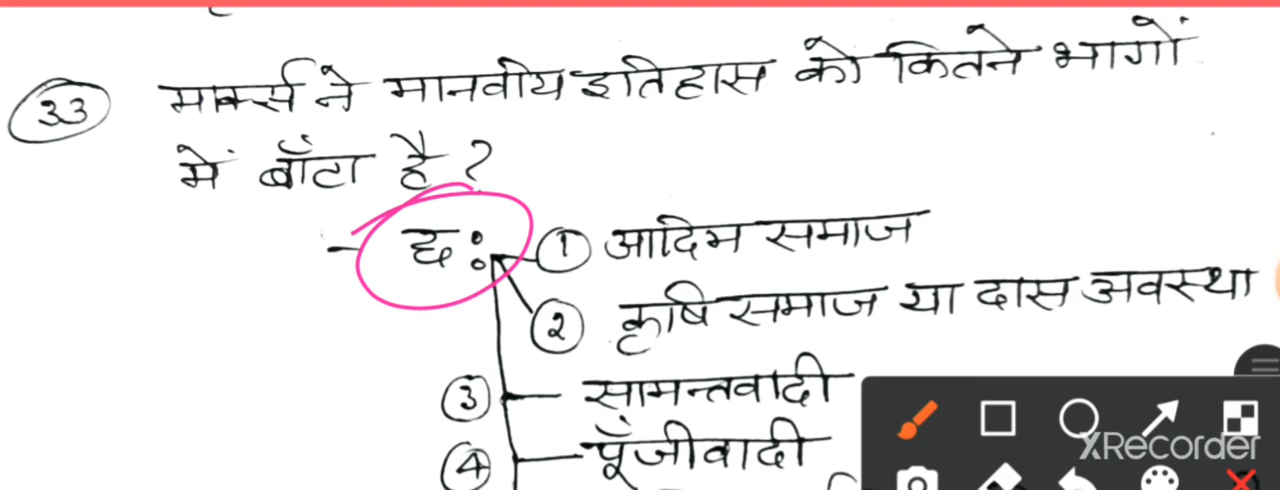 33 मार्क्स ने मानवीय इतिहास को कितने भागों
में बाँटा है?
- छः 1 आदिम समाज
2 कृषि समाज या दास अवस्था
3 सामन्तवादी
4 पूँजीवादी
XRecorder